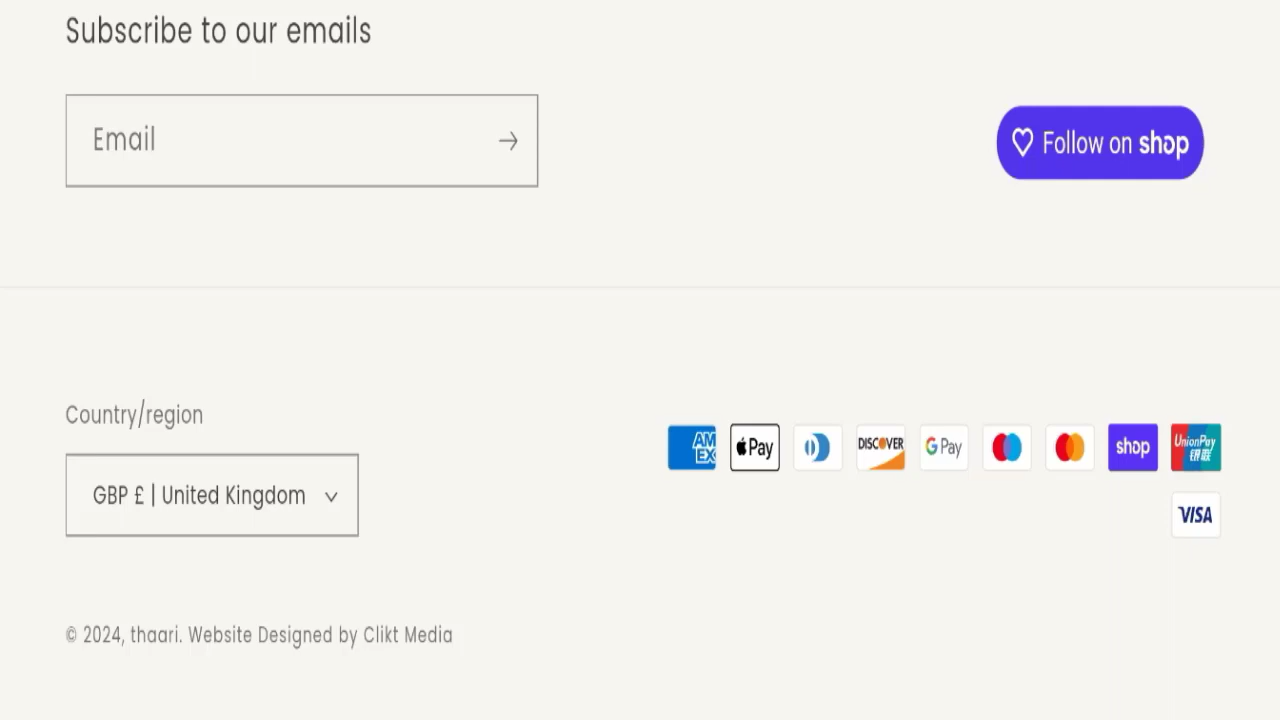 Subscribe to our emails
Email
Follow on shop
Country/region
AM EX Pay DISCOVER G Pay shop UnionPay 银联
GBP £ | United Kingdom
VISA
© 2024, thaari. Website Designed by Clikt Media